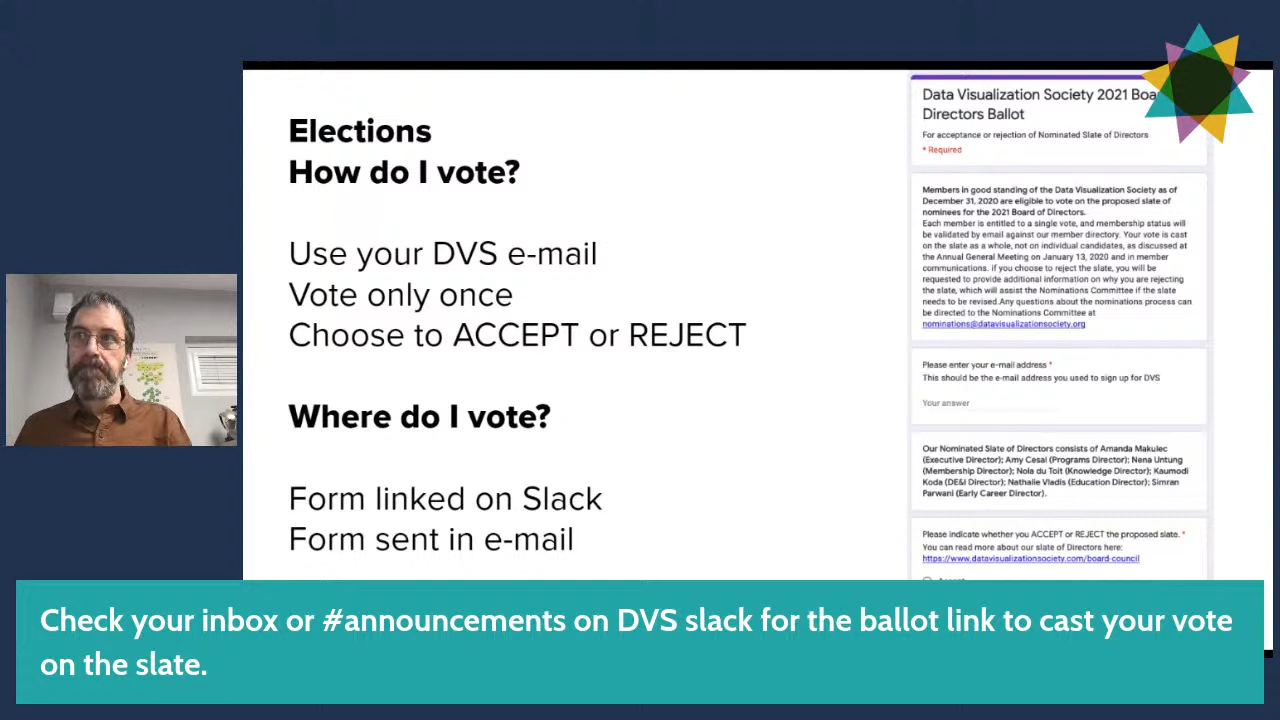 Elections
How do I vote?
Use your DVS e-mail
Vote only once
Choose to ACCEPT or REJECT
Where do I vote?
Form linked on Slack
Form sent in e-mail
Data Visualization Society 2021
Directors Ballot
For acceptance or rejection of Nominated Slate of Directors
* Required
Members in good standing of the Data Visualization Society as of
December 31, 2020 are eligible to vote on the proposed slate of
nominees for the 2021 Board of Directors.
Each member is entitled to a single vote, and membership status will
be validated by email against our member directory. Your vote is cast
on the slate as a whole, not on individual candidates, as discussed at
the Annual General Meeting on January 13, 2020 and in member
communications. if you choose to reject the slate, you will be
requested to provide additional information on why you are rejecting
the slate, which will assist the Nominations Committee if the slate
needs to be revised.Any questions about the nominations process can
be directed to the Nominations Committee at
nominations@datavisualizationsociety.org
Please enter your e-mail address *
This should be the e-mail address you used to sign up for DVS
Your answer
Our Nominated Slate of Directors consists of Amanda Makulec
(Executive Director); Amy Cesal (Programs Director); Nena Untung
(Membership Director); Nola du Toit (Knowledge Director); Kaumodi
Koda (DE&I Director); Nathalie Vladis (Education Director); Simran
Parwani (Early Career Director).
Please indicate whether you ACCEPT or REJECT the proposed slate. *
You can read more about our slate of Directors here:
https://www.datavisualizationsociety.com/board-council
Check your inbox or #announcements on DVS slack for the ballot link to cast your vote
on the slate.